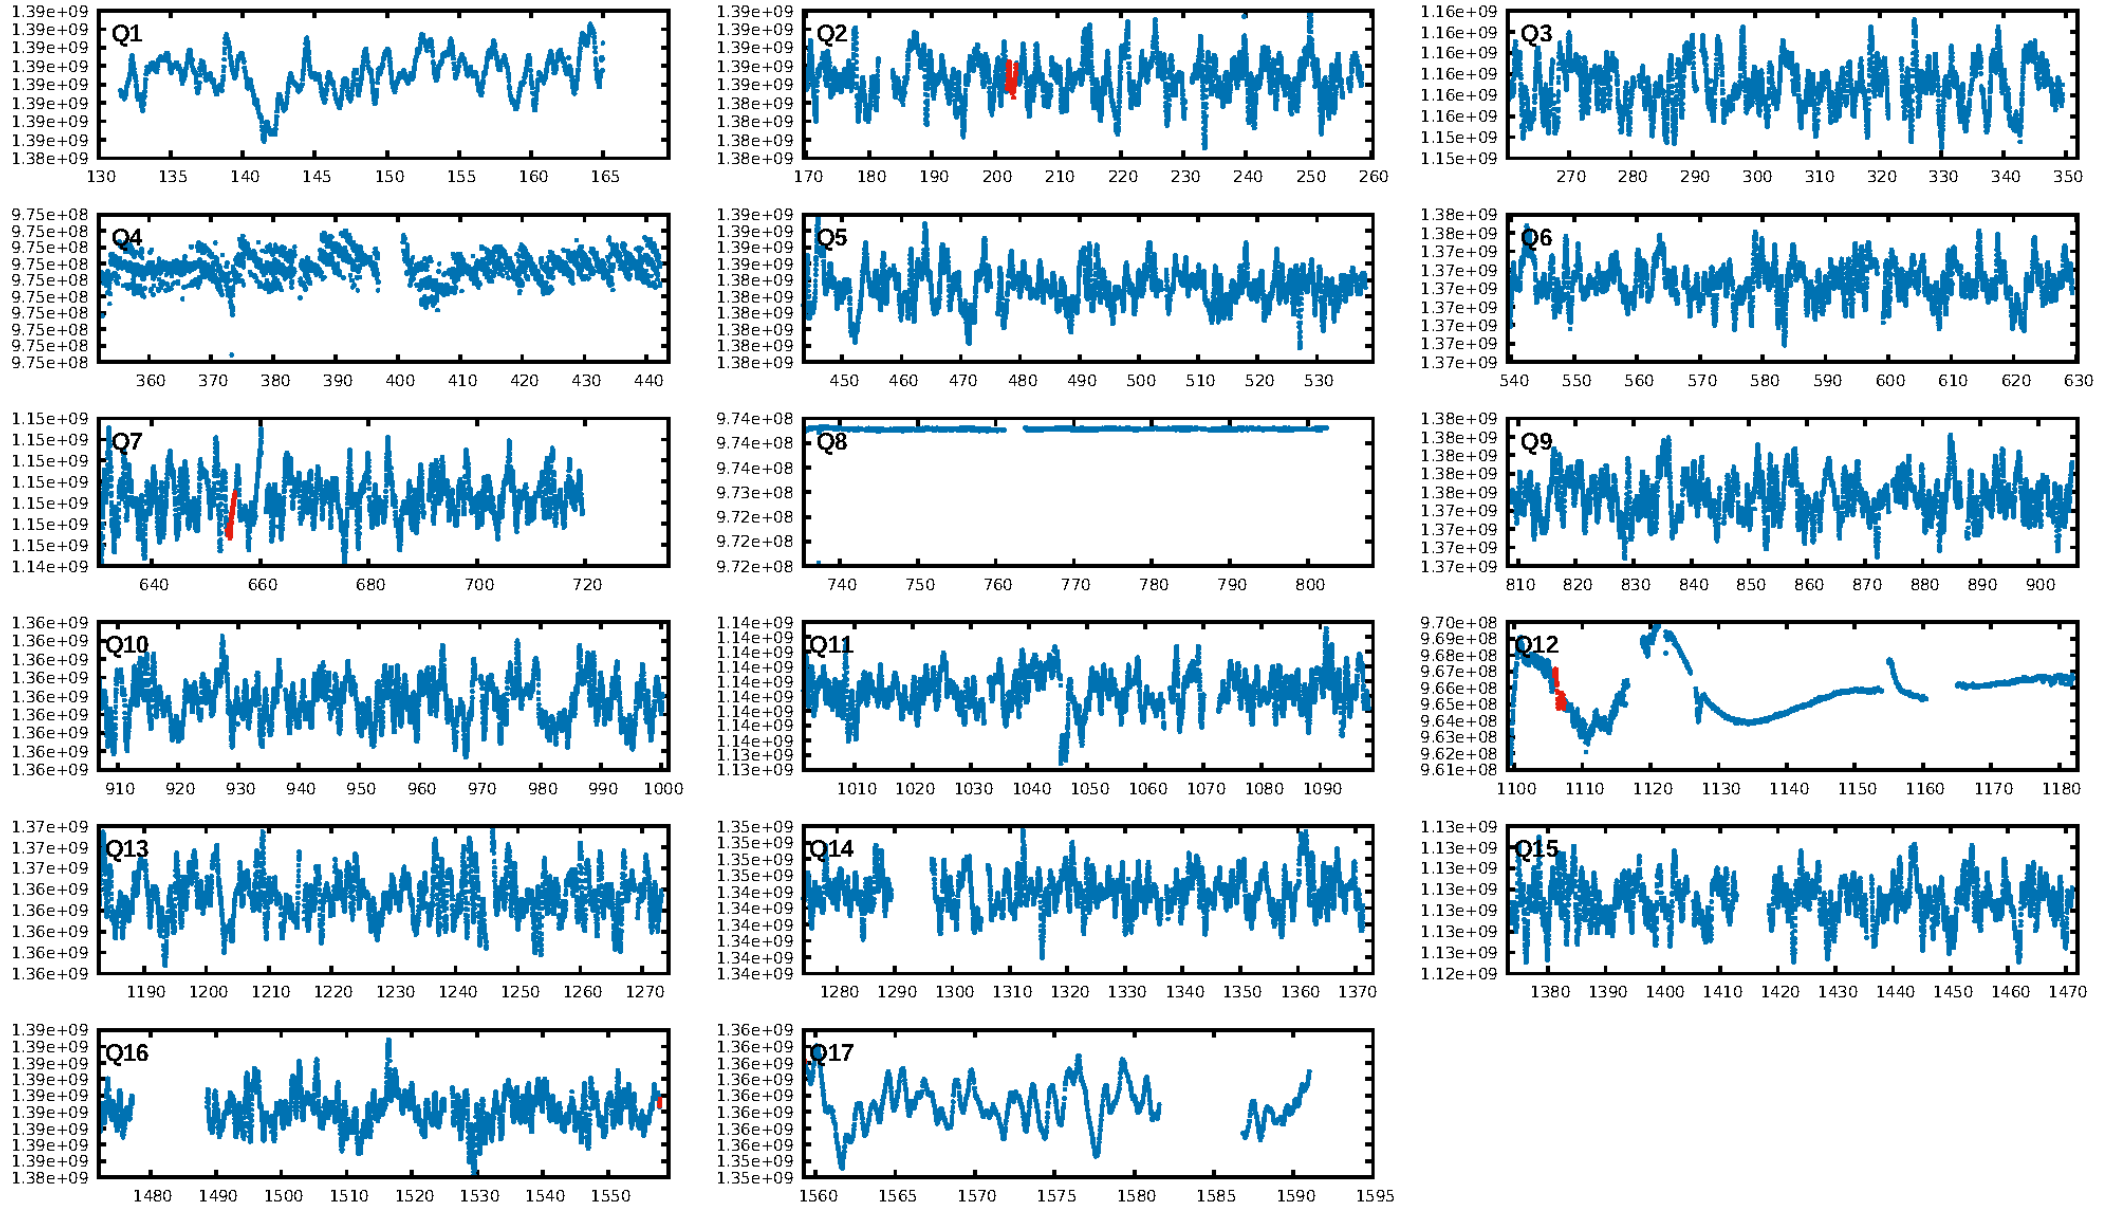 Q1
1.39e+09
1.39e+09
1.39e+09
1.39e+09
1.39e+09
1.39e+09
1.39e+09
1.39e+09
1.38e+09
130 135 140 145 150 155 160 165
Q2
1.39e+09
1.39e+09
1.39e+09
1.39e+09
1.39e+09
1.38e+09
1.38e+09
1.38e+09
1.38e+09
170 180 190 200 210 220 230 240 250 260
Q3
1.16e+09
1.16e+09
1.16e+09
1.16e+09
1.16e+09
1.16e+09
1.15e+09
1.15e+09
270 280 290 300 310 320 330 340 350
Q4
9.75e+08
9.75e+08
9.75e+08
9.75e+08
9.75e+08
9.75e+08
9.75e+08
9.75e+08
9.75e+08
9.75e+08
360 370 380 390 400 410 420 430 440
Q5
1.39e+09
1.39e+09
1.39e+09
1.38e+09
1.38e+09
1.38e+09
1.38e+09
1.38e+09
1.38e+09
1.38e+09
450 460 470 480 490 500 510 520 530
Q6
1.38e+09
1.38e+09
1.37e+09
1.37e+09
1.37e+09
1.37e+09
1.37e+09
1.37e+09
1.37e+09
540 550 560 570 580 590 600 610 620 630
Q7
1.15e+09
1.15e+09
1.15e+09
1.15e+09
1.15e+09
1.15e+09
1.15e+09
1.14e+09
640 660 680 700 720
Q8
9.74e+08
9.74e+08
9.74e+08
9.73e+08
9.72e+08
9.72e+08
9.72e+08
740 750 760 770 780 790 800
Q9
1.38e+09
1.38e+09
1.38e+09
1.38e+09
1.38e+09
1.37e+09
1.37e+09
1.37e+09
1.37e+09
810 820 830 840 850 860 870 880 890 900
Q10
1.36e+09
1.36e+09
1.36e+09
1.36e+09
1.36e+09
1.36e+09
1.36e+09
1.36e+09
1.36e+09
910 920 930 940 950 960 970 980 990 1000
Q11
1.14e+09
1.14e+09
1.14e+09
1.14e+09
1.14e+09
1.14e+09
1.14e+09
1.14e+09
1.13e+09
1.13e+09
1010 1020 1030 1040 1050 1060 1070 1080 1090
Q12
9.70e+08
9.69e+08
9.68e+08
9.67e+08
9.66e+08
9.65e+08
9.64e+08
9.63e+08
9.62e+08
9.61e+08
1100 1110 1120 1130 1140 1150 1160 1170 1180
Q13
1.37e+09
1.37e+09
1.37e+09
1.36e+09
1.36e+09
1.36e+09
1.36e+09
1.36e+09
1190 1200 1210 1220 1230 1240 1250 1260 1270
Q14
1.35e+09
1.35e+09
1.35e+09
1.35e+09
1.34e+09
1.34e+09
1.34e+09
1.34e+09
1.34e+09
1.34e+09
1280 1290 1300 1310 1320 1330 1340 1350 1360 1370
Q15
1.13e+09
1.13e+09
1.13e+09
1.13e+09
1.13e+09
1.13e+09
1.13e+09
1.12e+09
1380 1390 1400 1410 1420 1430 1440 1450 1460 1470
Q16
1.39e+09
1.39e+09
1.39e+09
1.39e+09
1.39e+09
1.39e+09
1.39e+09
1.39e+09
1.39e+09
1.38e+09
1480 1490 1500 1510 1520 1530 1540 1550
Q17
1.36e+09
1.36e+09
1.36e+09
1.36e+09
1.36e+09
1.36e+09
1.36e+09
1.36e+09
1.35e+09
1.35e+09
1560 1565 1570 1575 1580 1585 1590 1595